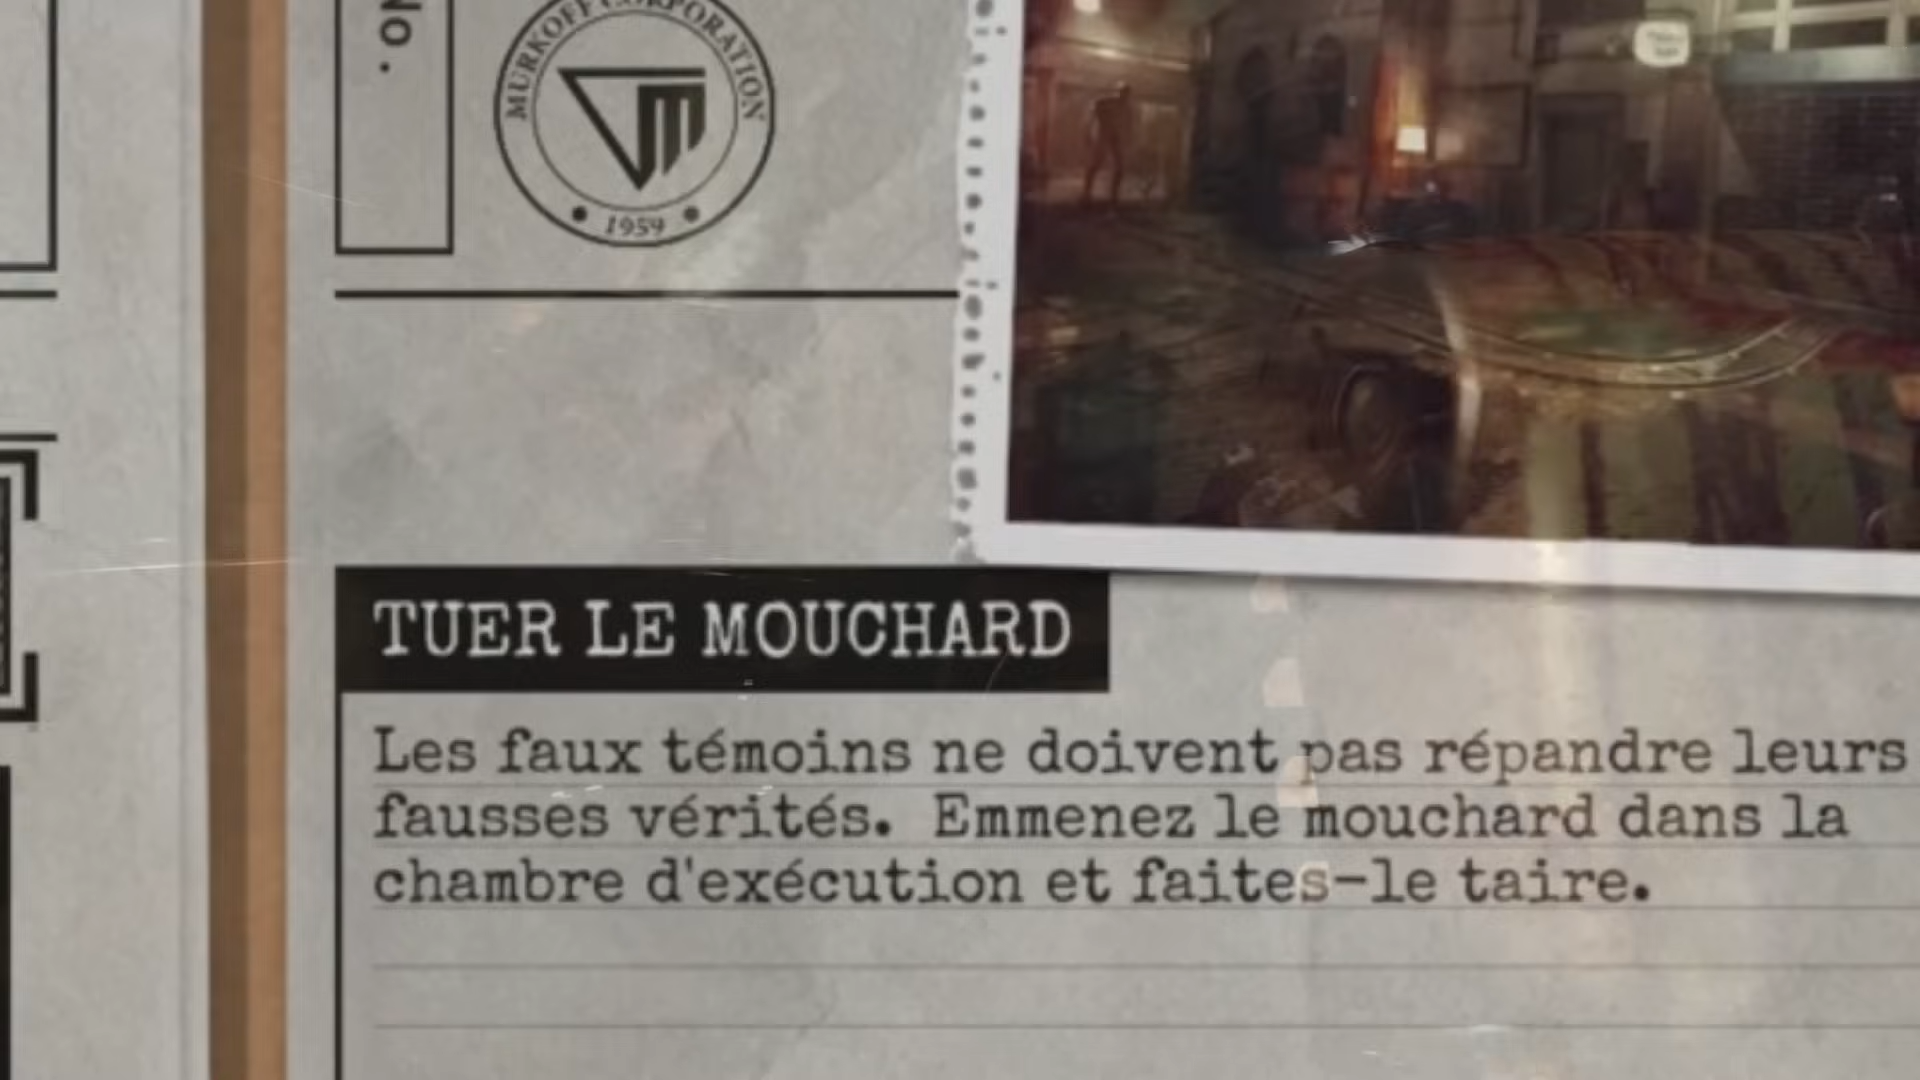 No.
MURKOFF CORPORATION
1959
TUER LE MOUCHARD
Les faux témoins ne doivent pas répandre leurs
fausses vérités. Emmenez le mouchard dans la
chambre d'exécution et faites-le taire.